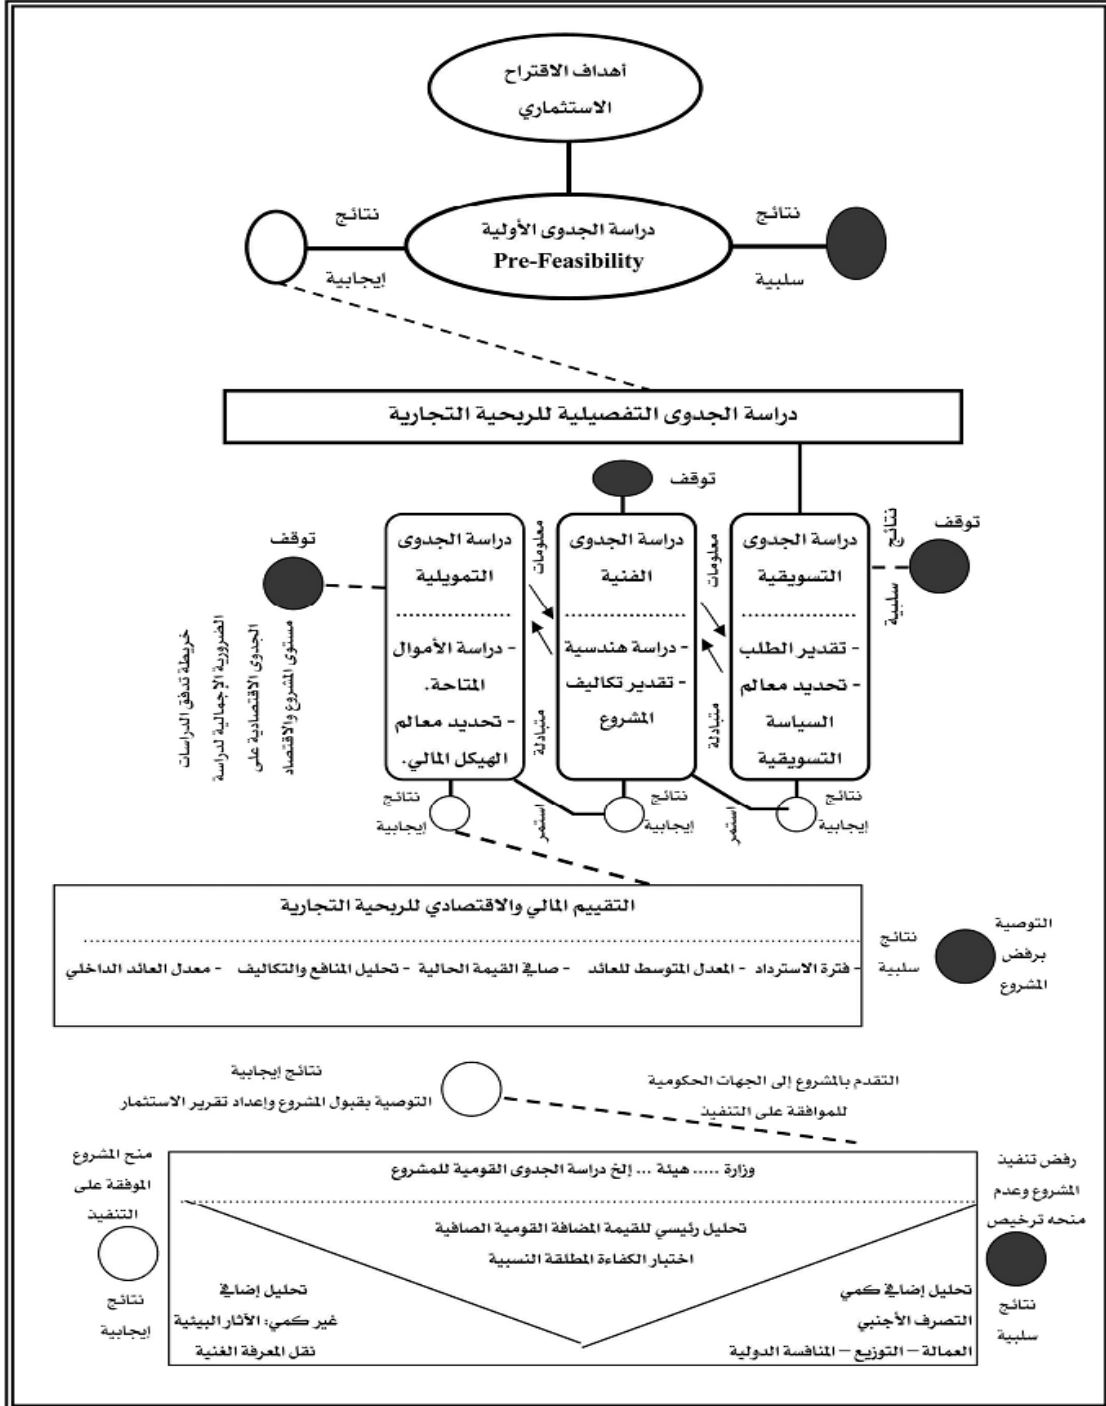 أهداف الاقتراح
الاستثماري
نتائج
سلبية
دراسة الجدوى الأولية
Pre-Feasibility
نتائج
إيجابية
دراسة الجدوى التفصيلية للربحية التجارية
توقف
توقف
نتائج
سلبية
دراسة الجدوى
التسويقية
- تقدير الطلب
- تحديد معالم
السياسة
التسويقية
معلومات
متبادلة
دراسة الجدوى
الفنية
- دراسة هندسية
- تقدير تكاليف
المشروع
معلومات
متبادلة
دراسة الجدوى
التمويلية
- دراسة الأموال
المتاحة.
- تحديد معالم
الهيكل المالي.
توقف
خريطة تدفق الدراسات
الضرورية الإجمالية لدراسة
الجدوى الاقتصادية على
مستوى المشروع والاقتصاد
نتائج
إيجابية
استمر
نتائج
إيجابية
استمر
نتائج
إيجابية
التقييم المالي والاقتصادي للربحية التجارية
- فترة الاسترداد - المعدل المتوسط للعائد - صافي القيمة الحالية - تحليل المنافع والتكاليف - معدل العائد الداخلي
نتائج
سلبية
التوصية
برفض
المشروع
التقدم بالمشروع إلى الجهات الحكومية
للموافقة على التنفيذ
نتائج إيجابية
التوصية بقبول المشروع وإعداد تقرير الاستثمار
رفض تنفيذ
المشروع وعدم
منحه ترخيص
نتائج
سلبية
وزارة ..... هيئة ... إلخ دراسة الجدوى القومية للمشروع
تحليل رئيسي للقيمة المضافة القومية الصافية
اختبار الكفاءة المطلقة النسبية
تحليل إضافي كمي
التصرف الأجنبي
العمالة – التوزيع – المنافسة الدولية
تحليل إضافي
غير كمي: الآثار البيئية
نقل المعرفة الغنية
منح المشروع
الموفقة على
التنفيذ
نتائج
إيجابية